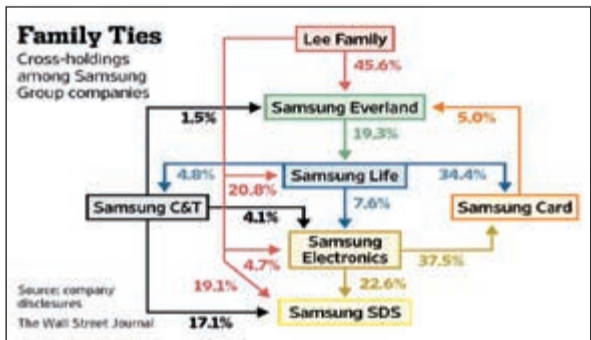 Family Ties
Cross-holdings
among Samsung
Group companies
Lee Family
45.6%
Samsung Everland
1.5%
5.0%
19.3%
4.8%
Samsung Life
34.4%
20.8%
7.6%
Samsung C&T
4.1%
Samsung Card
Samsung
Electronics
4.7%
37.5%
19.1%
22.6%
Source: company
disclosures
Samsung SDS
The Wall Street Journal
17.1%